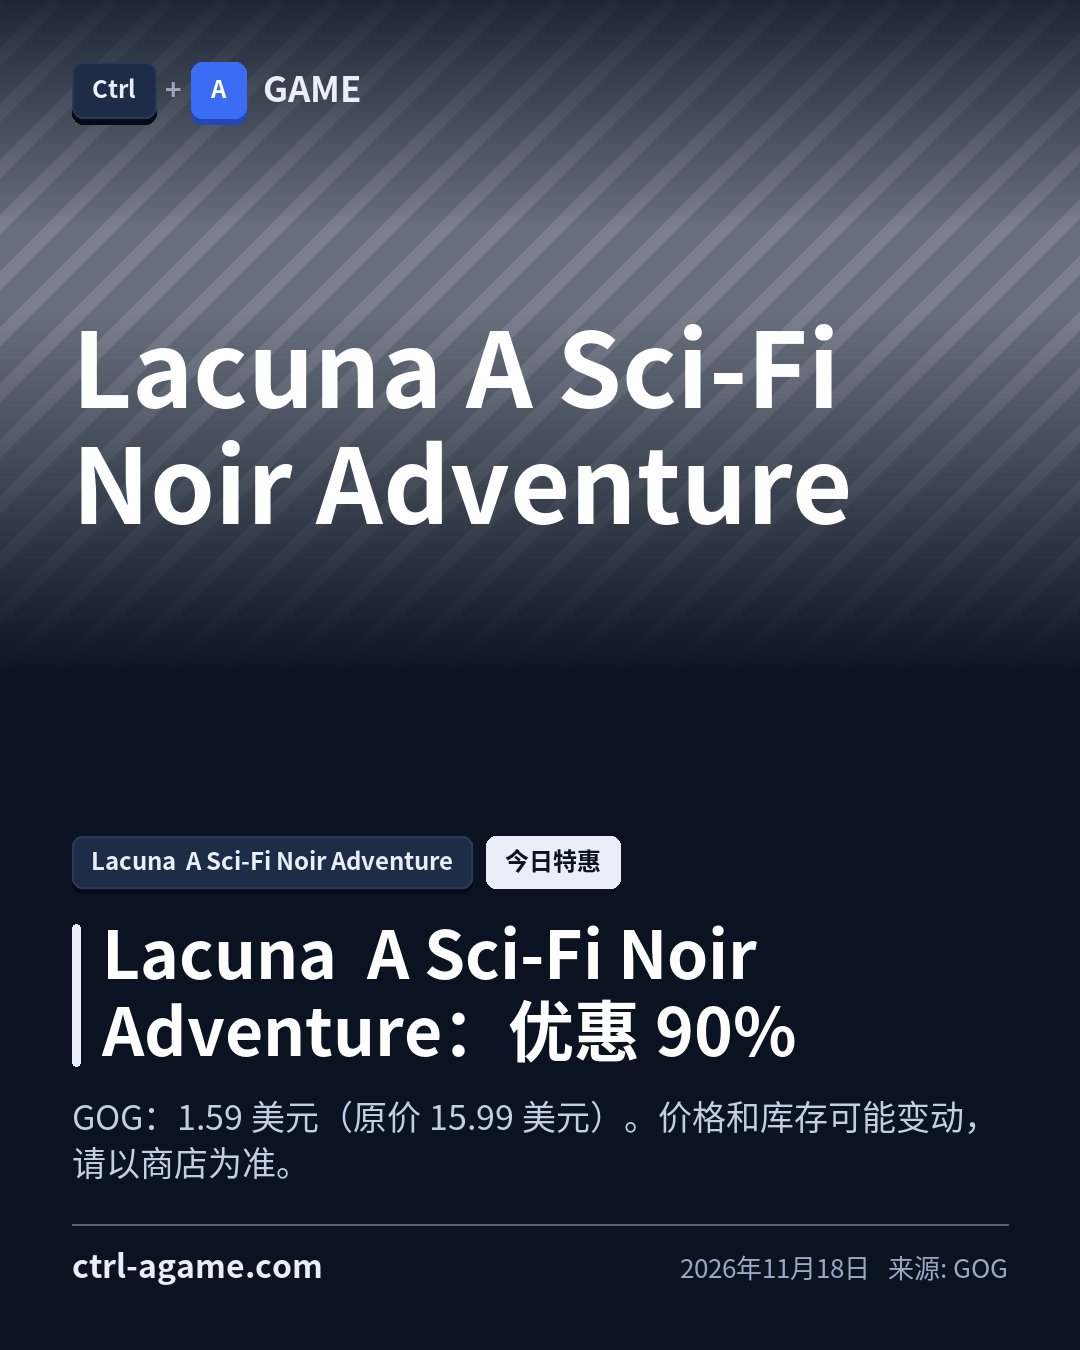 Ctrl + A GAME
Lacuna A Sci-Fi
Noir Adventure
Lacuna  A Sci-Fi Noir Adventure 今日特惠
Lacuna  A Sci-Fi Noir
Adventure：优惠 90%
GOG：1.59 美元（原价 15.99 美元）。价格和库存可能变动，
请以商店为准。
ctrl-agame.com 2026年11月18日 来源: GOG